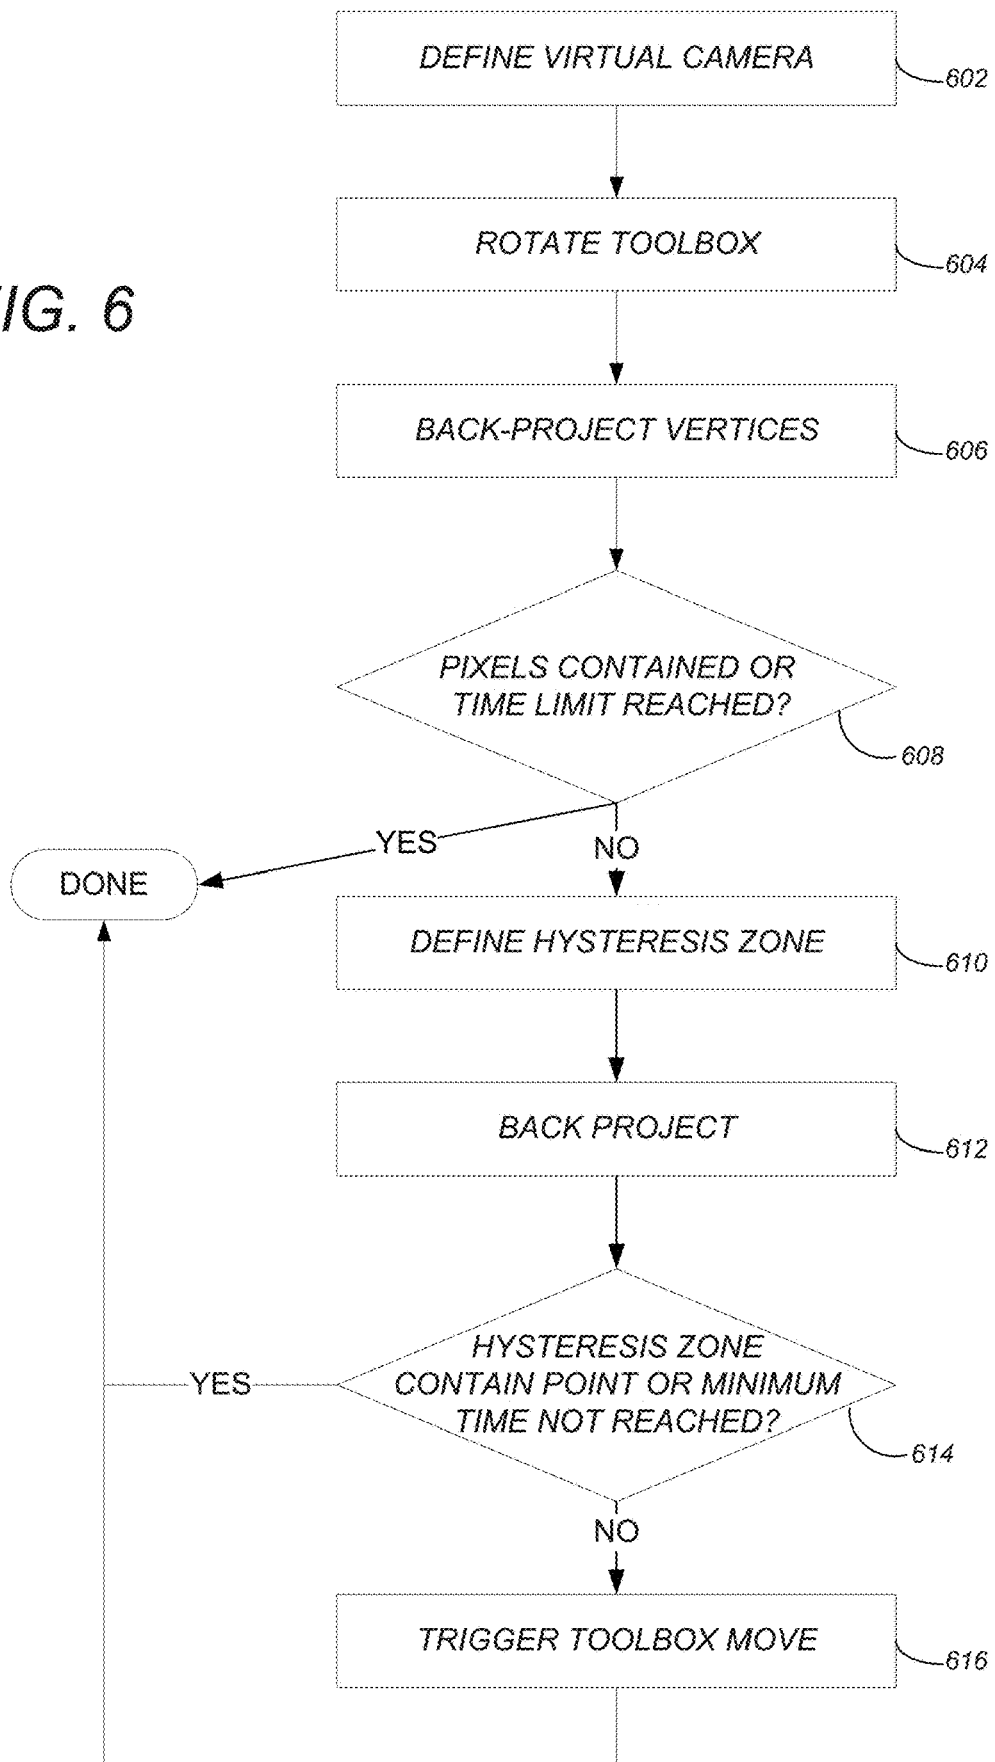 DEFINE VIRTUAL CAMERA
602
ROTATE TOOLBOX
604
IG. 6
BACK-PROJECT VERTICES
606
PIXELS CONTAINED OR
TIME LIMIT REACHED?
608
YES
NO
DONE
DEFINE HYSTERESIS ZONE
610
BACK PROJECT
612
HYSTERESIS ZONE
CONTAIN POINT OR MINIMUM
TIME NOT REACHED?
YES
614
NO
TRIGGER TOOLBOX MOVE
616